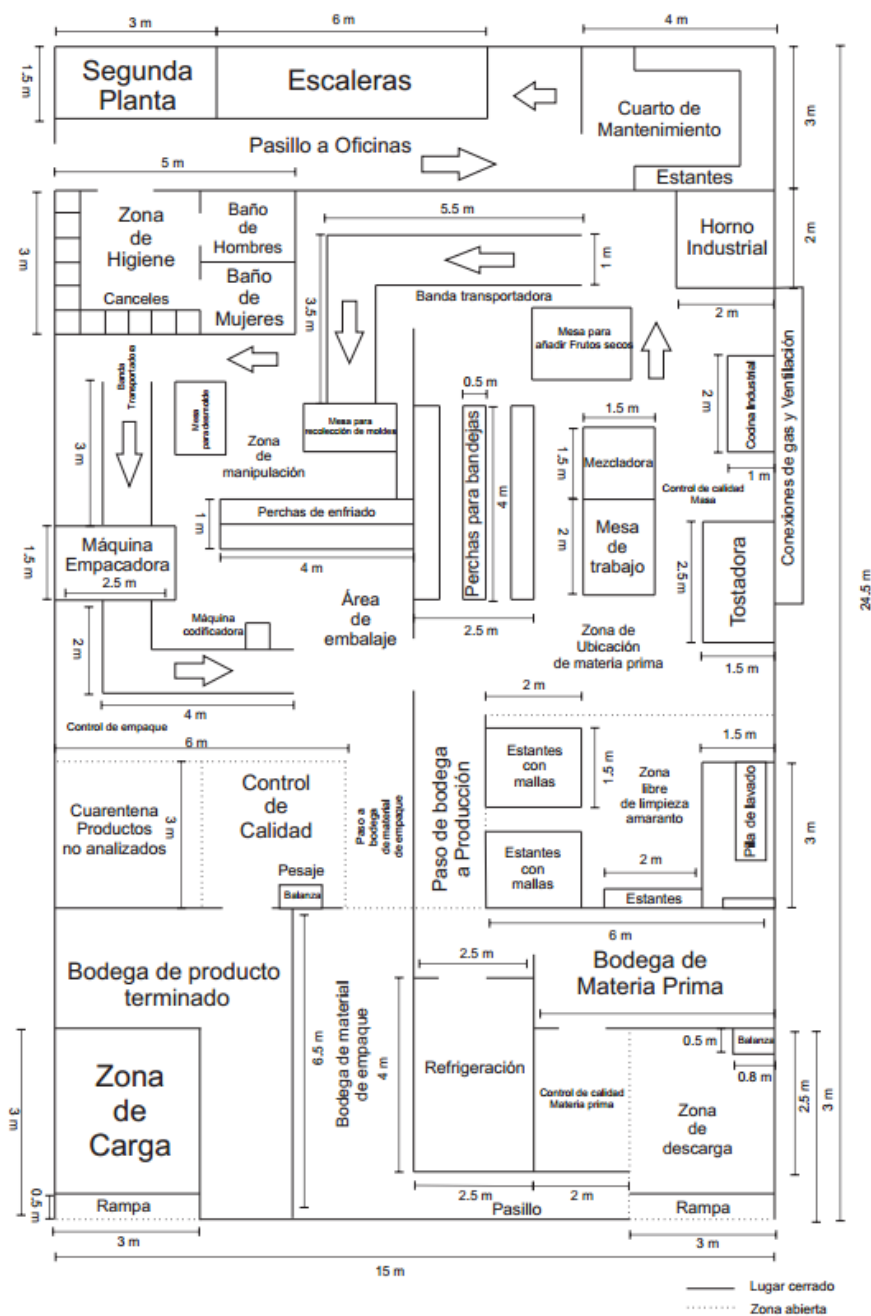 3 m
6 m
4 m
1.5 m
Segunda
Planta
Escaleras
Cuarto de
Mantenimiento
3 m
Pasillo a Oficinas
Estantes
5 m
3 m
Zona
de
Higiene
Baño
de
Hombres
Baño
de
Mujeres
Canceles
5.5 m
1 m
3.5 m
Banda transportadora
Horno
Industrial
2 m
2 m
Conexiones de gas y Ventilación
Banda
Transportadora
3 m
Mesa
para desmolde
Mesa para
recolección de moldes
Zona
de
manipulación
Mesa para
añadir Frutos secos
0.5 m
Perchas para bandejas
4 m
1.5 m
1.5 m
Mezcladora
2 m
Mesa
de
trabajo
2 m
Cocina Industrial
1 m
Control de calidad
Masa
Perchas de enfriado
1 m
4 m
1.5 m
Máquina
Empacadora
2.5 m
2.5 m
Tostadora
1.5 m
24.5 m
Área
de
embalaje
2.5 m
Zona de
Ubicación
de materia prima
2 m
Máquina
codificadora
4 m
Control de empaque
6 m
2 m
1.5 m
Estantes
con
mallas
1.5 m
Zona
libre
de limpieza
amaranto
Pilla de lavado
3 m
Cuarentena
Productos
no analizados
3 m
Control
de
Calidad
Pesaje
Balanza
Paso a
bodega
de material
de empaque
Paso de bodega
a Producción
Estantes
con
mallas
2 m
Estantes
6 m
Bodega de producto
terminado
6.5 m
Bodega de material
de empaque
2.5 m
4 m
Refrigeración
Bodega de
Materia Prima
0.5 m
Balanza
0.8 m
2.5 m
3 m
3 m
Zona
de
Carga
Control de calidad
Materia prima
Zona
de
descarga
0.5 m
Rampa
2.5 m
2 m
Pasillo
Rampa
3 m
3 m
15 m
Lugar cerrado
Zona abierta